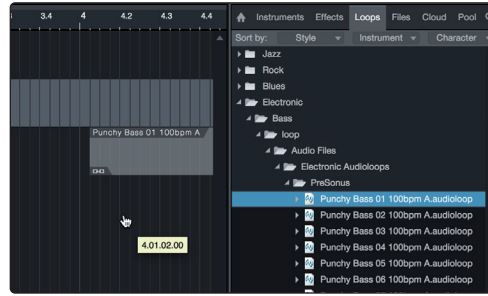 3.4 4 4.2 4.3 4.4
Instruments Effects Loops Files Cloud Pool
Sort by: Style Instrument Character
Jazz
Rock
Blues
Electronic
Bass
loop
Audio Files
Electronic Audioloops
PreSonus
Punchy Bass 01 100bpm A.audioloop
Punchy Bass 02 100bpm A.audioloop
Punchy Bass 03 100bpm A.audioloop
Punchy Bass 04 100bpm A.audioloop
Punchy Bass 05 100bpm A.audioloop
Punchy Bass 06 100bpm A.audioloop
Punchy Bass 01 100bpm A
4.01.02.00